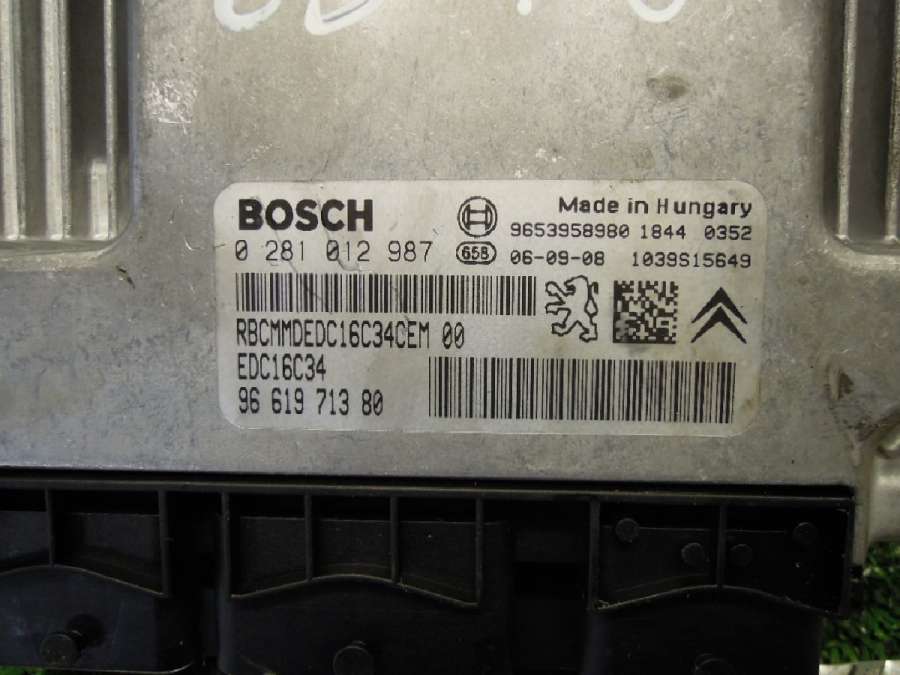 BOSCH
Made in Hungary
9653958980 1844 0352
0 281 012 987
658
06-09-08 1039S15649
RBCMMDEDC16C34CEM 00
EDC16C34
96 619 713 80